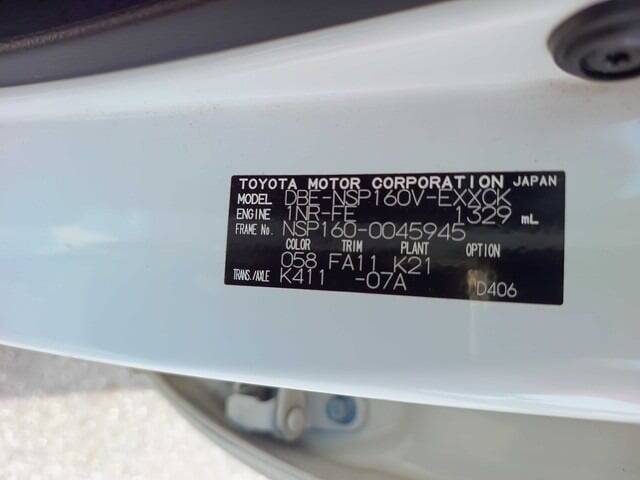 TOYOTA MOTOR CORPORATION JAPAN
MODEL DBE-NSP160V-EXXCK
ENGINE 1NR-FE 1329 mL
FRAME No. NSP160-0045945
COLOR TRIM PLANT
058 FA11 K21
TRANS./AXLE K411 -07A D406